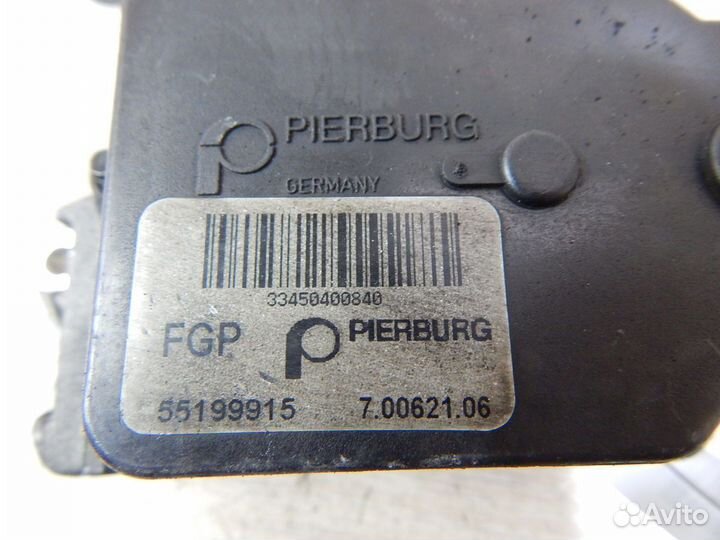 PIERBURG
GERMANY
33450400840
FGP PIERBURG
55199915 7.00621.06
Avito